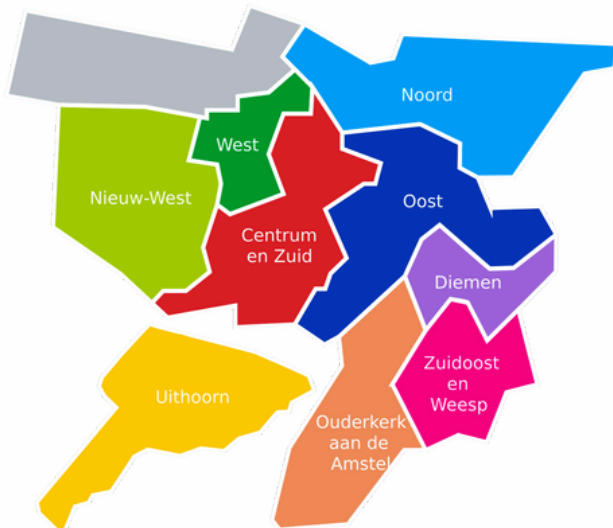 Noord
West
Nieuw-West
Oost
Centrum
en Zuid
Diemen
Zuidoost
en
Weesp
Uithoorn
Ouderkerk
aan de
Amstel